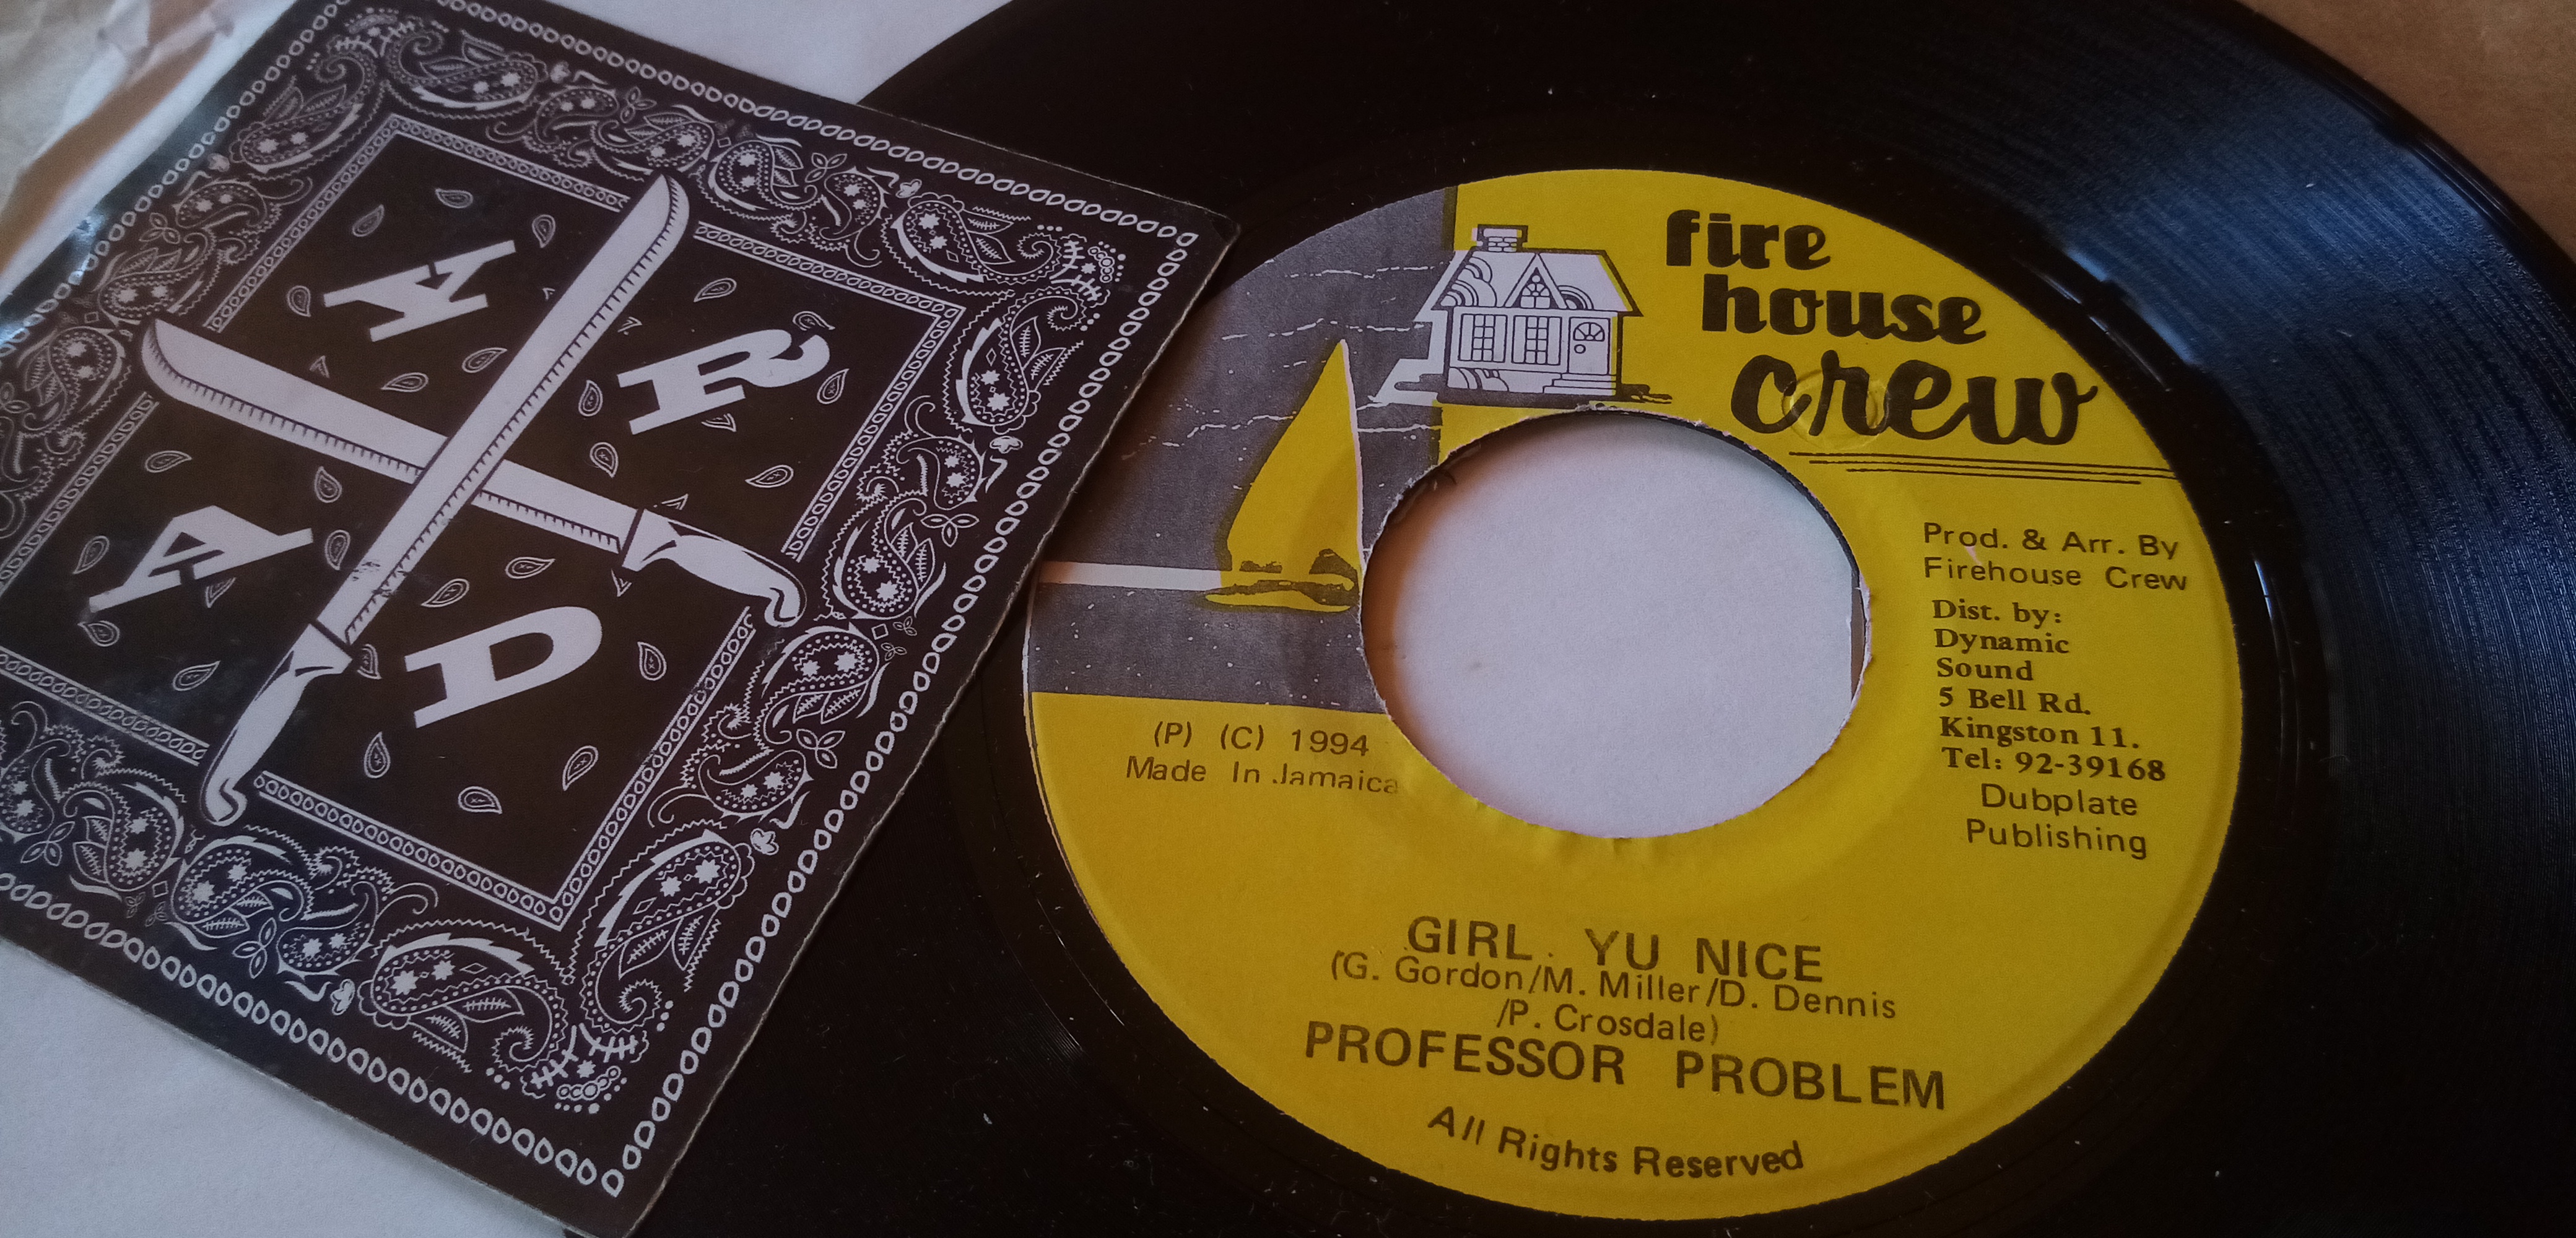 A R
Y D
fire
house
crew
Prod. & Arr. By
Firehouse Crew
Dist. by:
Dynamic
Sound
5 Bell Rd.
Kingston 11.
Tel: 92-39168
Dubplate
Publishing
(P) (C) 1994
Made In Jamaica
GIRL YU NICE
(G. Gordon/M. Miller/D. Dennis
/P. Crosdale)
PROFESSOR PROBLEM
All Rights Reserved